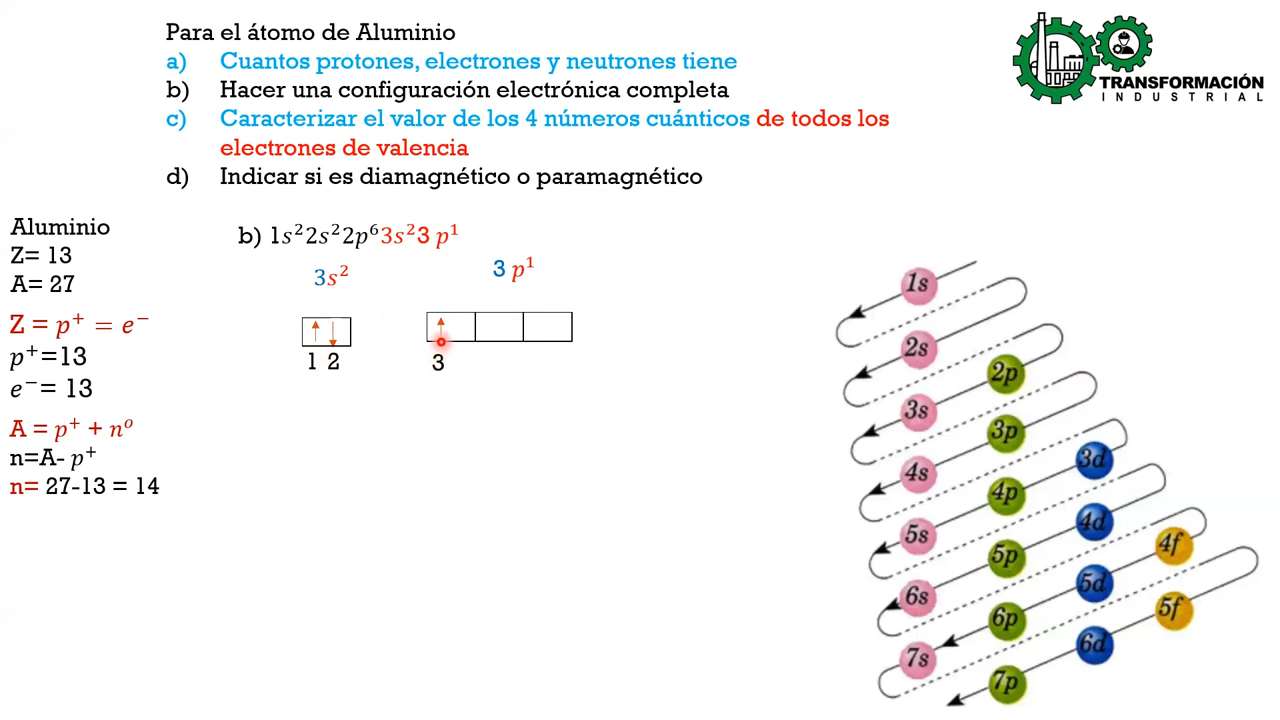 Para el átomo de Aluminio
a) Cuantos protones, electrones y neutrones tiene
b) Hacer una configuración electrónica completa
c) Caracterizar el valor de los 4 números cuánticos de todos los
electrones de valencia
d) Indicar si es diamagnético o paramagnético
TRANSFORMACIÓN
INDUSTRIAL
Aluminio
Z= 13
A= 27
Z = p⁺ = e⁻
p⁺=13
e⁻= 13
A = p⁺ + nᵒ
n=A- p⁺
n= 27-13 = 14
b) 1s²2s²2p⁶3s²3 p¹
3s²
3 p¹
1 2
3
1s
2s
2p
3s
3p
3d
4s
4p
4d
4f
5s
5p
5d
5f
6s
6p
6d
7s
7p